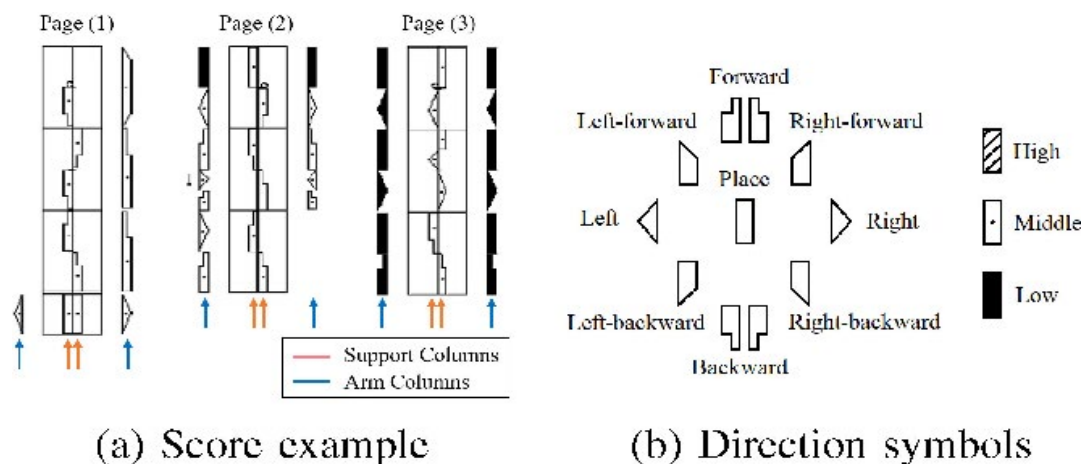 Page (1)
Page (2)
Page (3)
Support Columns
Arm Columns
(a) Score example
Forward
Left-forward
Right-forward
Place
Left
Right
Left-backward
Right-backward
Backward
High
Middle
Low
(b) Direction symbols